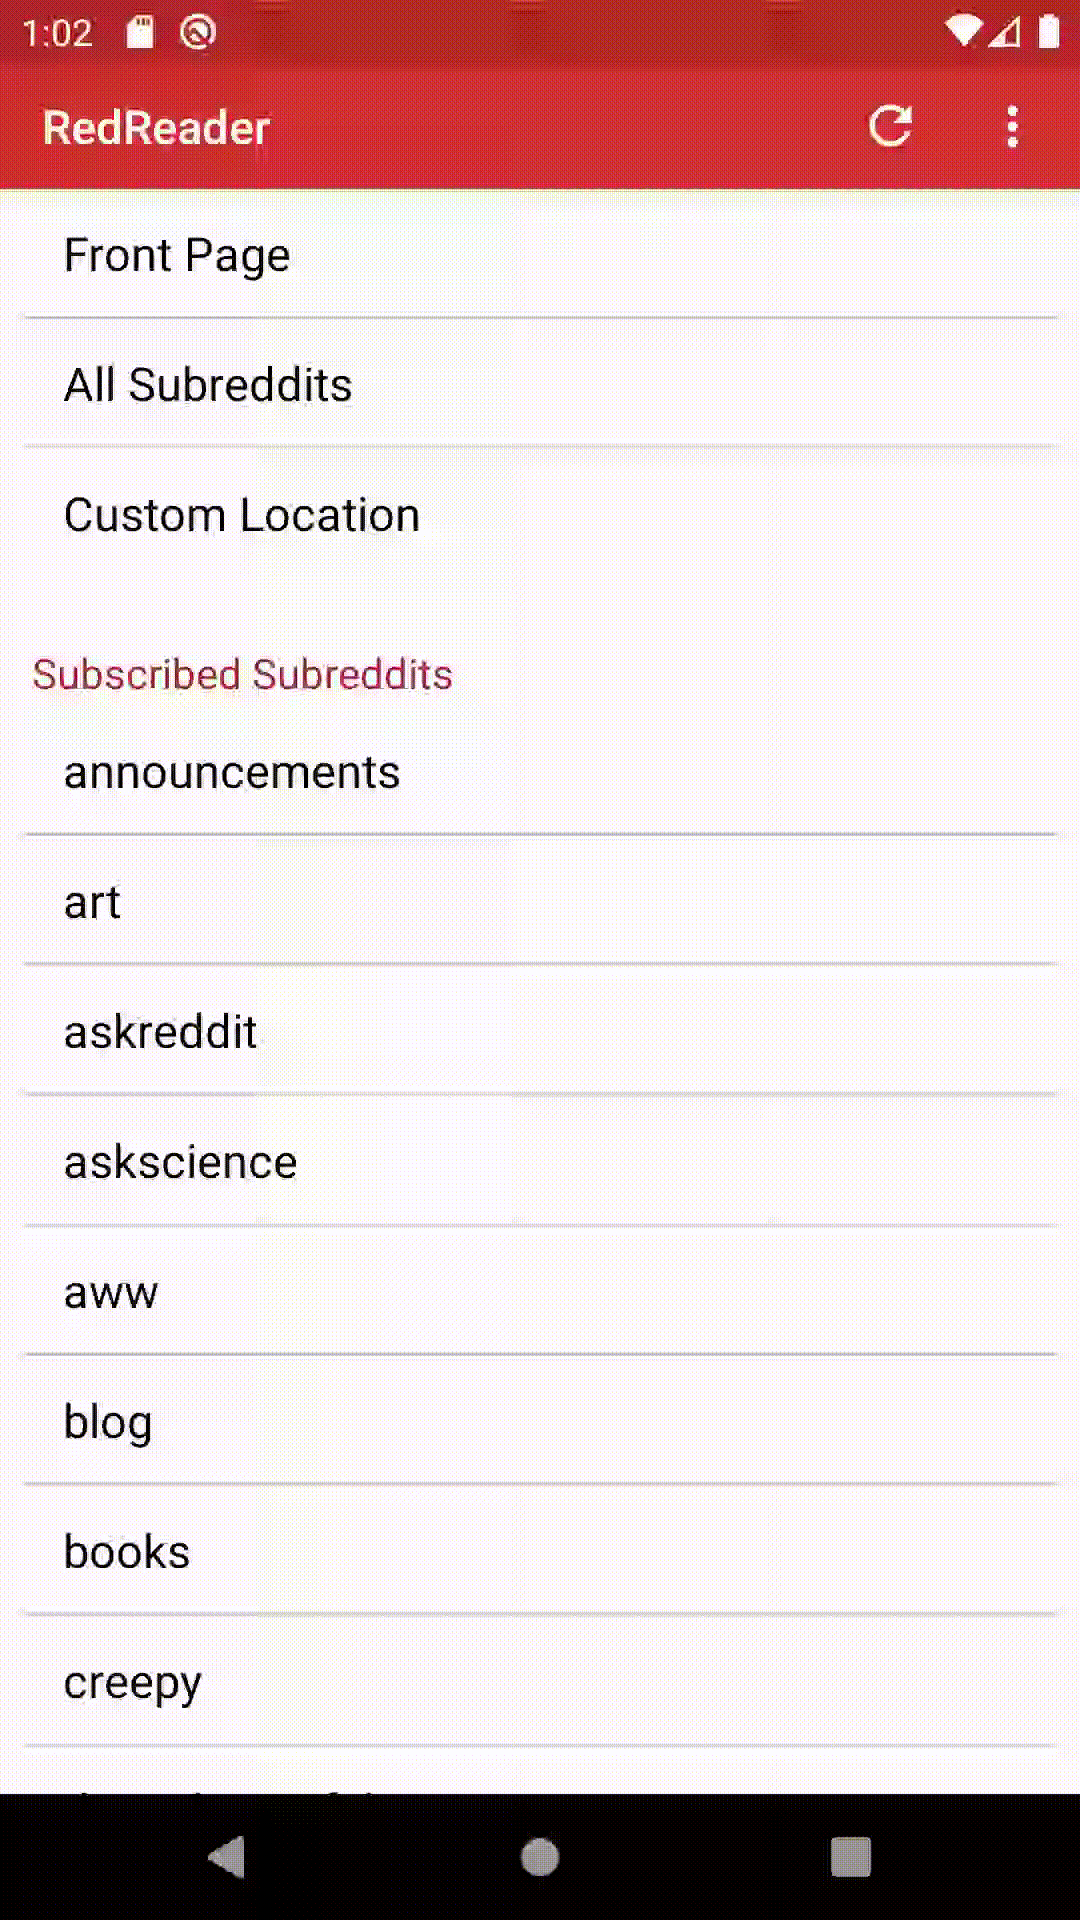 1:02
RedReader
Front Page
All Subreddits
Custom Location
Subscribed Subreddits
announcements
art
askreddit
askscience
aww
blog
books
creepy